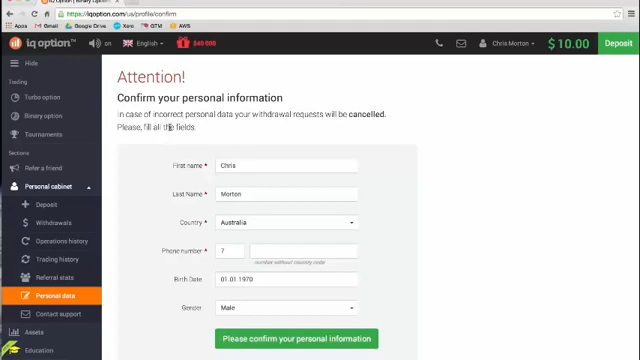 IQ Option | Binary Opti
https://iqoption.com/us/profile/confirm
Apps Gmail Google Drive Xero GTM AWS
iq option on English $40 000 Chris Morton $ 10.00 Deposit
Hide
Trading
Turbo option
Binary option
Tournaments
Sections
Refer a friend
Personal cabinet
Deposit
Withdrawals
Operations history
Trading history
Referral stats
Personal data
Contact support
Assets
Education
Attention!
Confirm your personal information
In case of incorrect personal data your withdrawal requests will be cancelled.
Please, fill all the fields.
First name * Chris
Last Name * Morton
Country * Australia
Phone number * 7
number without country code
Birth Date 01.01.1970
Gender Male
Please confirm your personal information